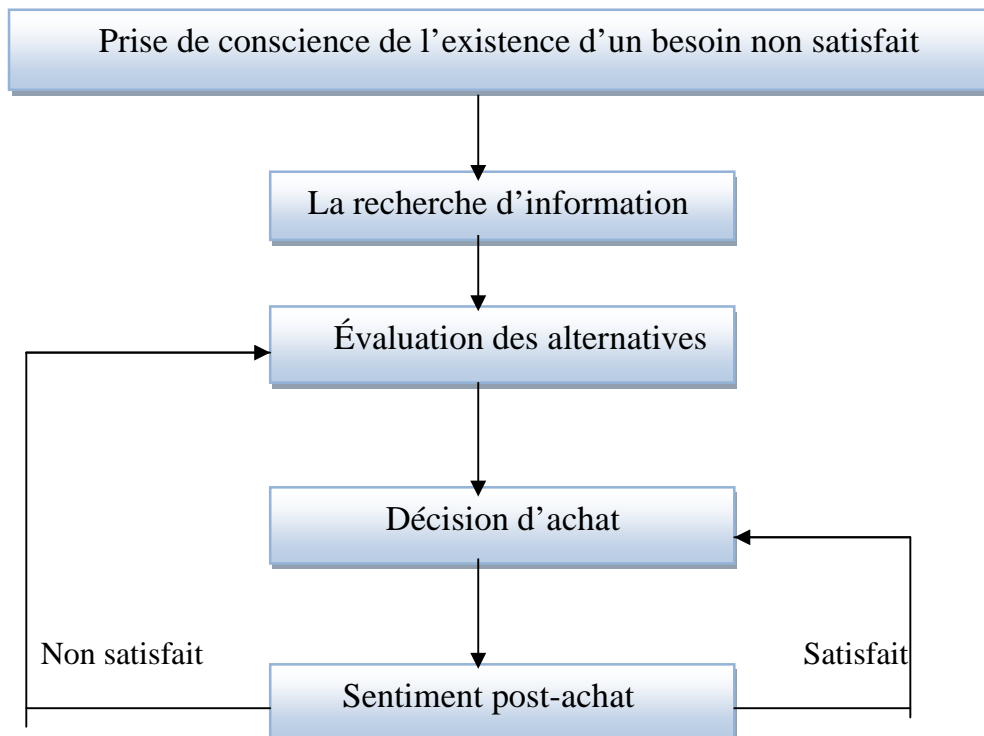 Prise de conscience de l’existence d’un besoin non satisfait
La recherche d’information
Évaluation des alternatives
Décision d’achat
Non satisfait
Satisfait
Sentiment post-achat